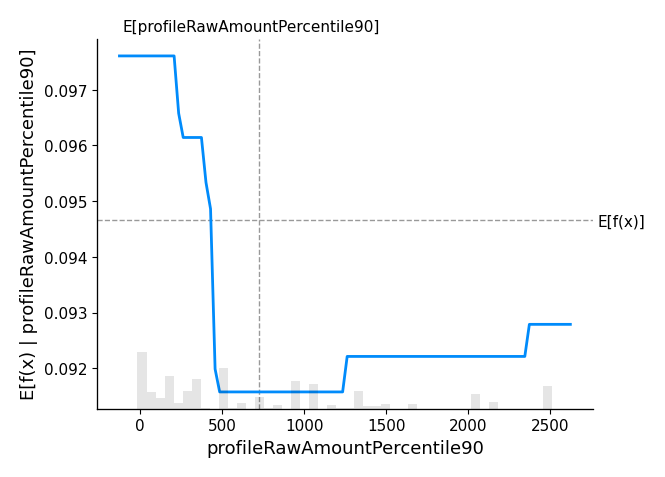 E[profileRawAmountPercentile90]
E[f(x) | profileRawAmountPercentile90]
0.097
0.096
0.095
0.094
0.093
0.092
E[f(x)]
0 500 1000 1500 2000 2500
profileRawAmountPercentile90